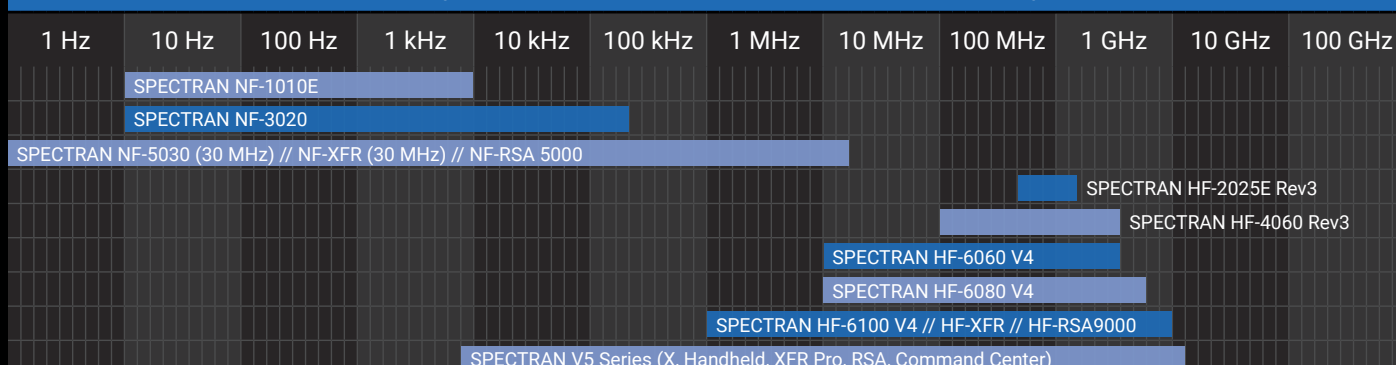 1 Hz 10 Hz 100 Hz 1 kHz 10 kHz 100 kHz 1 MHz 10 MHz 100 MHz 1 GHz 10 GHz 100 GHz
SPECTRAN NF-1010E
SPECTRAN NF-3020
SPECTRAN NF-5030 (30 MHz) // NF-XFR (30 MHz) // NF-RSA 5000
SPECTRAN HF-2025E Rev3
SPECTRAN HF-4060 Rev3
SPECTRAN HF-6060 V4
SPECTRAN HF-6080 V4
SPECTRAN HF-6100 V4 // HF-XFR // HF-RSA9000
SPECTRAN V5 Series (X, Handheld, XFR Pro, RSA, Command Center)